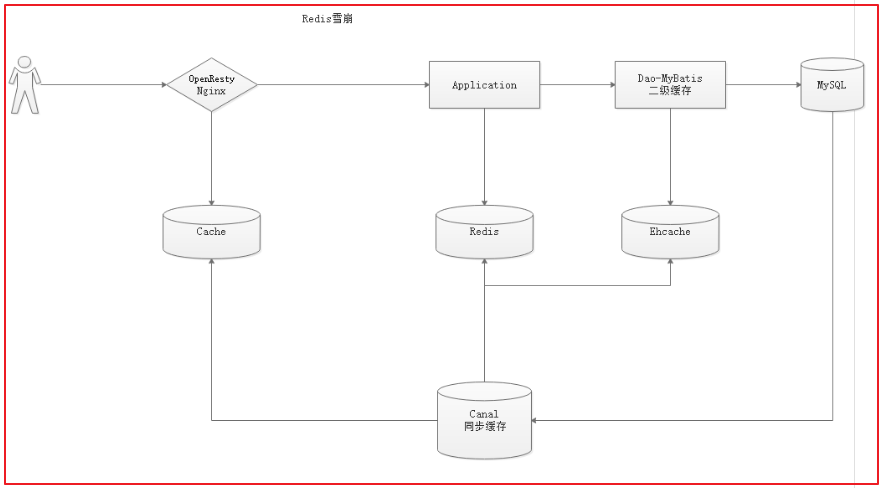 Redis雪崩
OpenResty
Nginx
Application
Dao-MyBatis
二级缓存
MySQL
Cache
Redis
Ehcache
Canal
同步缓存